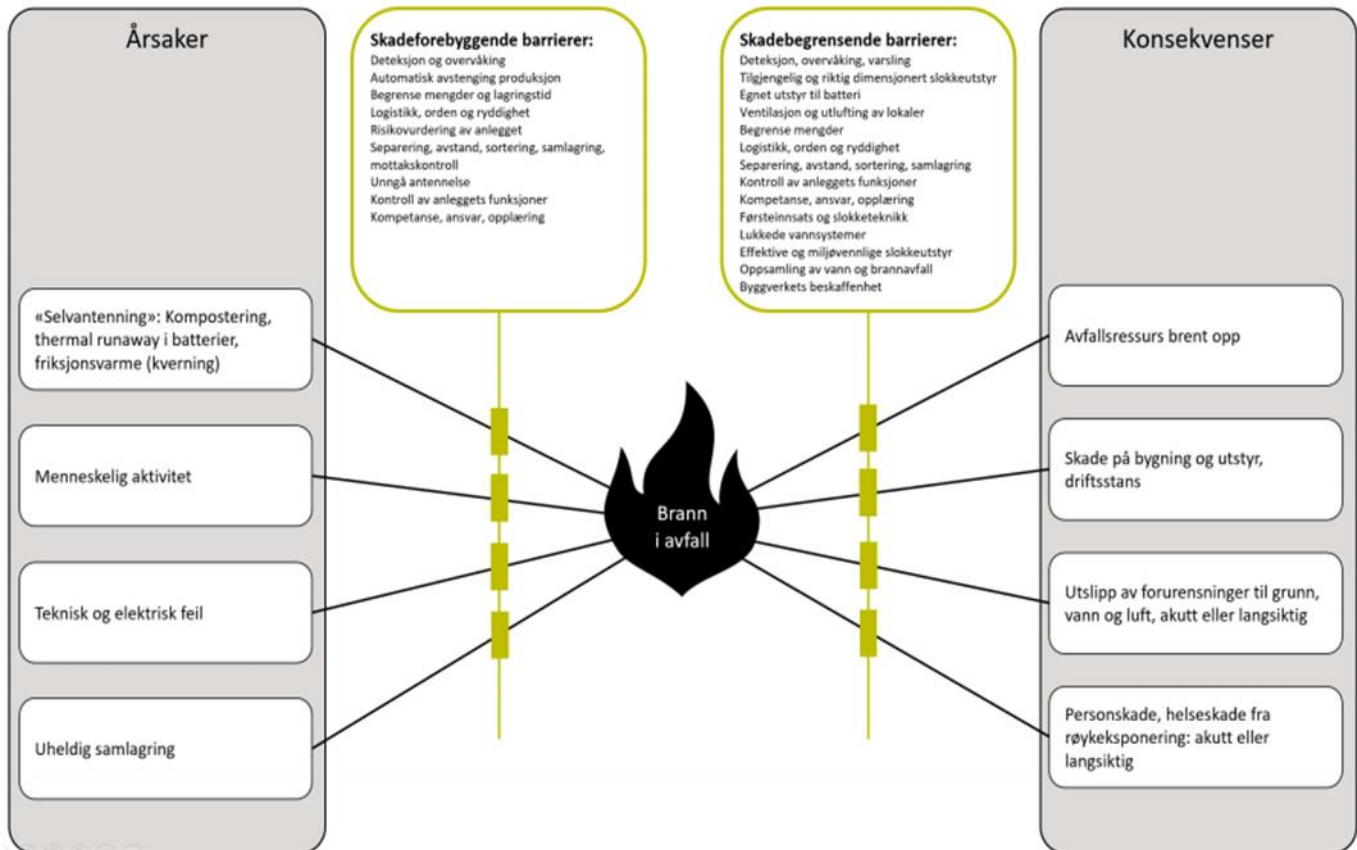 Årsaker
«Selvantenning»: Kompostering,
thermal runaway i batterier,
friksjonsvarme (kverning)
Menneskelig aktivitet
Teknisk og elektrisk feil
Uheldig samlagring
Skadeforebyggende barrierer:
Deteksjon og overvåking
Automatisk avstenging produksjon
Begrense mengder og lagringstid
Logistikk, orden og ryddighet
Risikovurdering av anlegget
Separering, avstand, sortering, samlagring,
mottakskontroll
Unngå antennelse
Kontroll av anleggets funksjoner
Kompetanse, ansvar, opplæring
Brann
i avfall
Skadebegrensende barrierer:
Deteksjon, overvåking, varsling
Tilgjengelig og riktig dimensjonert slokkeutstyr
Egnet utstyr til batteri
Ventilasjon og utlufting av lokaler
Begrense mengder
Logistikk, orden og ryddighet
Separering, avstand, sortering, samlagring
Kontroll av anleggets funksjoner
Kompetanse, ansvar, opplæring
Førsteinnsats og slokketeknikk
Lukkede vannsystemer
Effektive og miljøvennlige slokkeutstyr
Oppsamling av vann og brannavfall
Byggverkets beskaffenhet
Konsekvenser
Avfallsressurs brent opp
Skade på bygning og utstyr,
driftsstans
Utslipp av forurensninger til grunn,
vann og luft, akutt eller langsiktig
Personskade, helseskade fra
røykeksponering: akutt eller
langsiktig